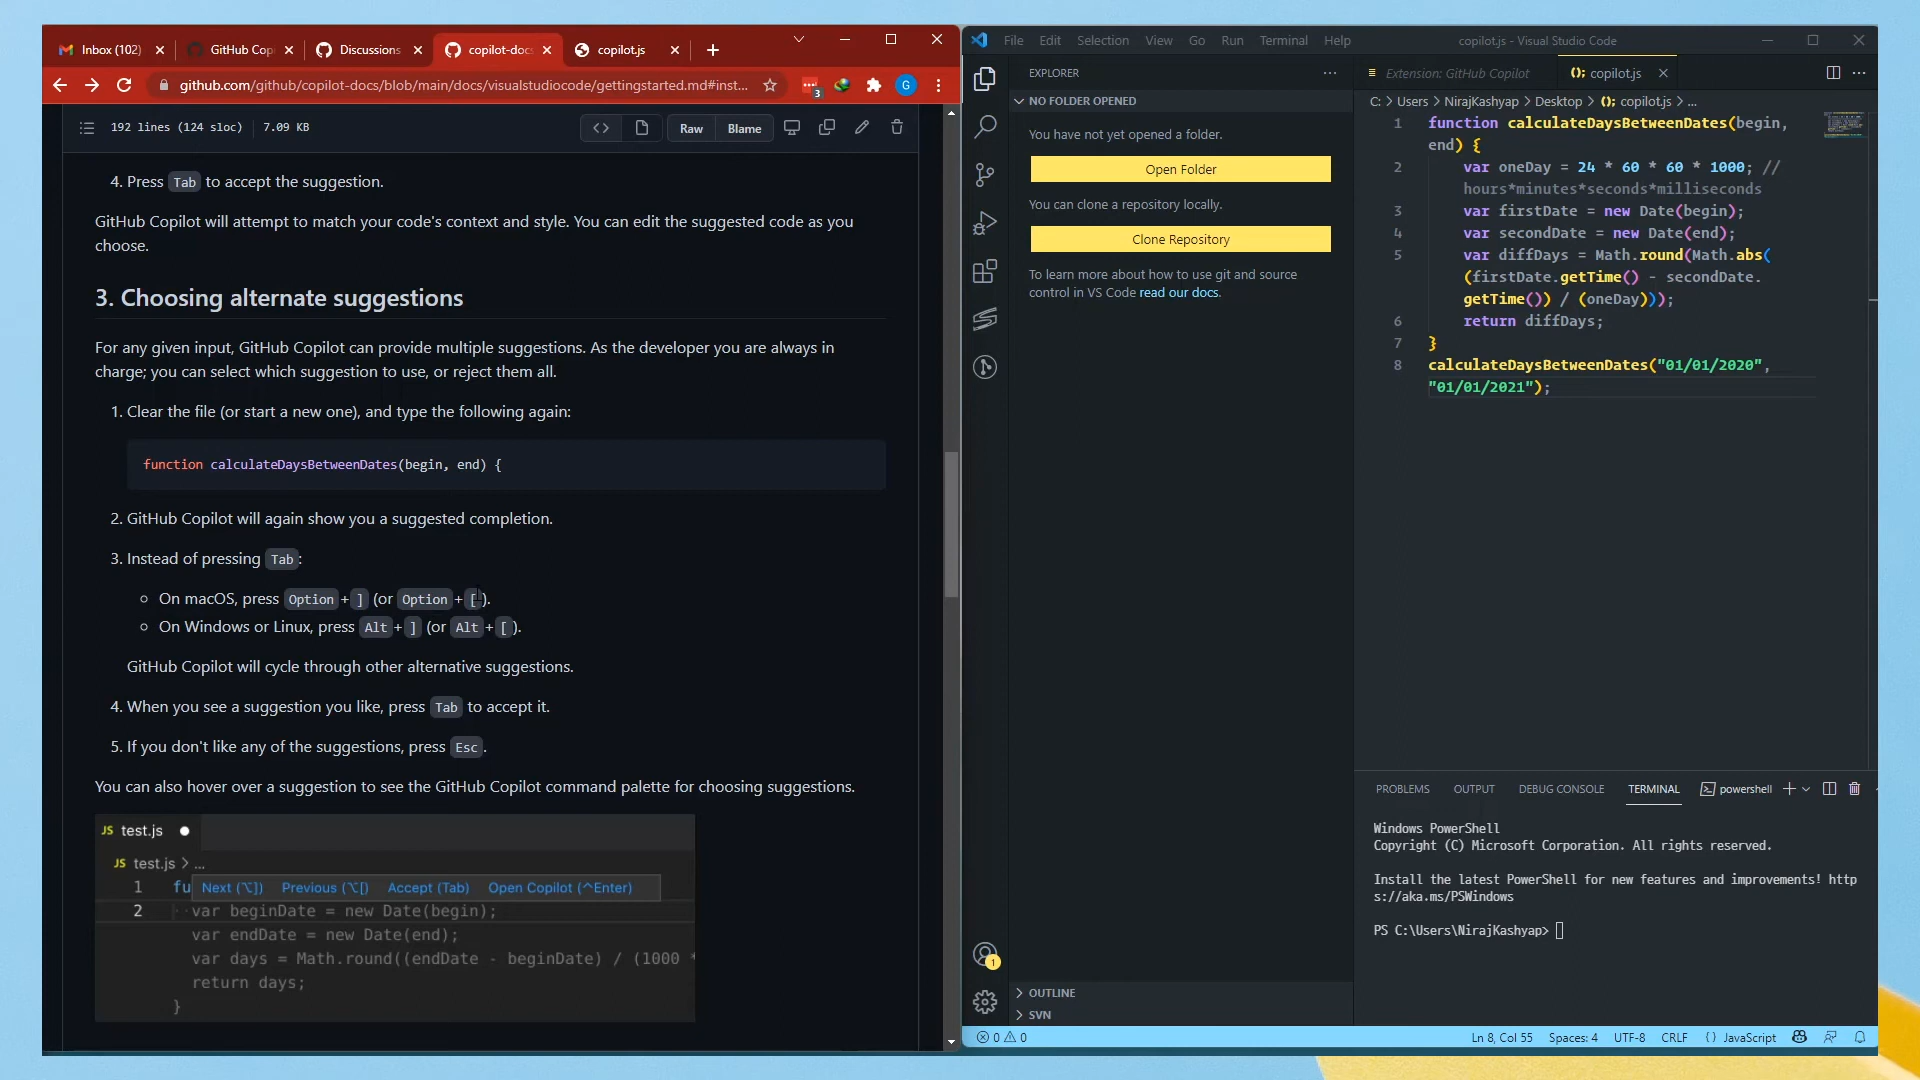 Inbox (102)
GitHub Cop
Discussions
copilot-doc
copilot.js
github.com/github/copilot-docs/blob/main/docs/visualstudiocode/gettingstarted.md#inst...
3
G
192 lines (124 sloc) 7.09 KB
Raw
Blame
4. Press Tab to accept the suggestion.
GitHub Copilot will attempt to match your code's context and style. You can edit the suggested code as you
choose.
3. Choosing alternate suggestions
For any given input, GitHub Copilot can provide multiple suggestions. As the developer you are always in
charge; you can select which suggestion to use, or reject them all.
1. Clear the file (or start a new one), and type the following again:
function calculateDaysBetweenDates(begin, end) {
2. GitHub Copilot will again show you a suggested completion.
3. Instead of pressing Tab:
On macOS, press Option + ] (or Option + [).
On Windows or Linux, press Alt + ] (or Alt + [ ).
GitHub Copilot will cycle through other alternative suggestions.
4. When you see a suggestion you like, press Tab to accept it.
5. If you don't like any of the suggestions, press Esc.
You can also hover over a suggestion to see the GitHub Copilot command palette for choosing suggestions.
JS test.js
JS test.js > ...
1 fu Next (⌥]) Previous (⌥[) Accept (Tab) Open Copilot (^Enter)
2 var beginDate = new Date(begin);
var endDate = new Date(end);
var days = Math.round((endDate - beginDate) / (1000 *
return days;
}
File Edit Selection View Go Run Terminal Help
copilot.js - Visual Studio Code
EXPLORER
NO FOLDER OPENED
You have not yet opened a folder.
Open Folder
You can clone a repository locally.
Clone Repository
To learn more about how to use git and source
control in VS Code read our docs.
1
OUTLINE
SVN
Extension: GitHub Copilot
copilot.js
C: > Users > NirajKashyap > Desktop > copilot.js > ...
1 function calculateDaysBetweenDates(begin,
end) {
2 var oneDay = 24 * 60 * 60 * 1000; //
hours*minutes*seconds*milliseconds
3 var firstDate = new Date(begin);
4 var secondDate = new Date(end);
5 var diffDays = Math.round(Math.abs(
(firstDate.getTime() - secondDate.
getTime()) / (oneDay)));
6 return diffDays;
7 }
8 calculateDaysBetweenDates("01/01/2020",
"01/01/2021");
PROBLEMS OUTPUT DEBUG CONSOLE TERMINAL powershell
Windows PowerShell
Copyright (C) Microsoft Corporation. All rights reserved.
Install the latest PowerShell for new features and improvements! http
s://aka.ms/PSWindows
PS C:\Users\NirajKashyap>
0 0
Ln 8, Col 55 Spaces: 4 UTF-8 CRLF { } JavaScript